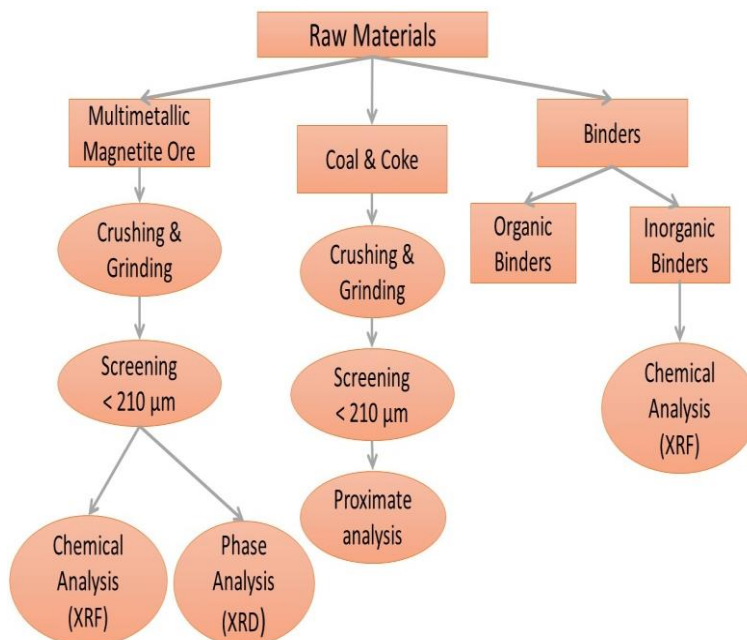 Raw Materials
Multimetallic
Magnetite Ore
Coal & Coke
Binders
Crushing &
Grinding
Crushing &
Grinding
Organic
Binders
Inorganic
Binders
Screening
< 210 µm
Screening
< 210 µm
Chemical
Analysis
(XRF)
Proximate
analysis
Chemical
Analysis
(XRF)
Phase
Analysis
(XRD)